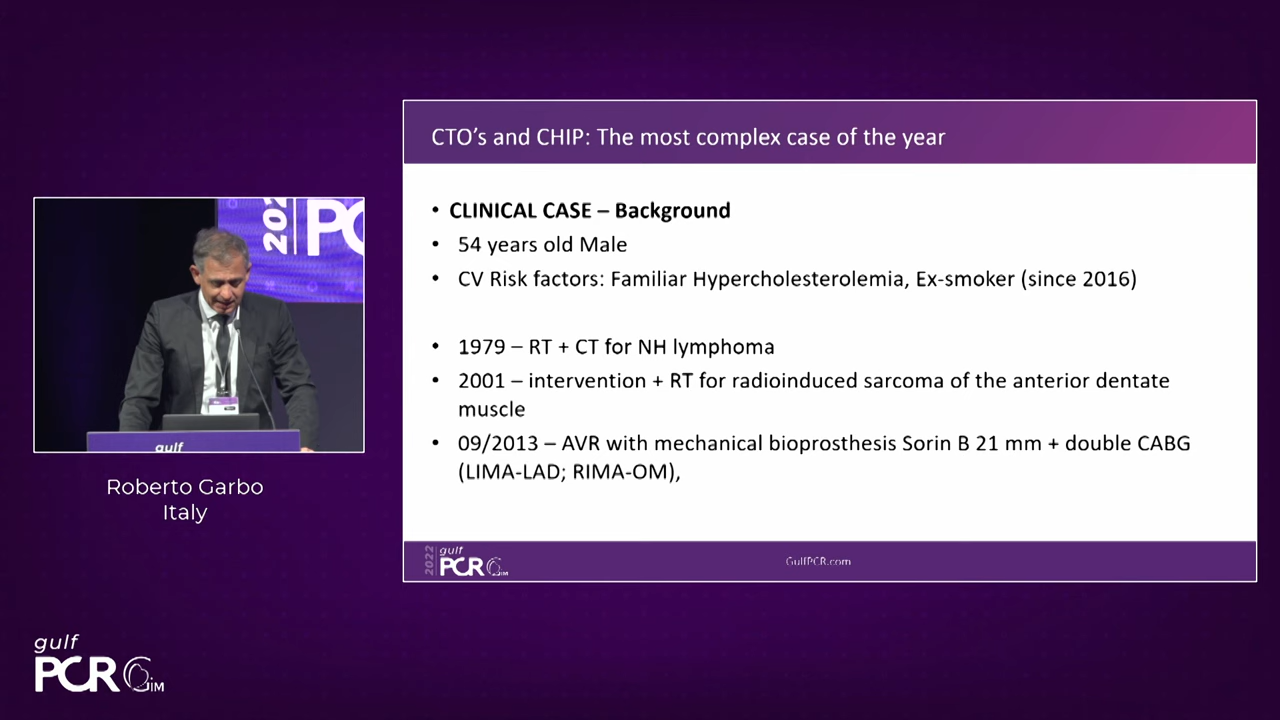 202
PC
gulf
Roberto Garbo
Italy
CTO’s and CHIP: The most complex case of the year
• CLINICAL CASE – Background
• 54 years old Male
• CV Risk factors: Familiar Hypercholesterolemia, Ex-smoker (since 2016)
• 1979 – RT + CT for NH lymphoma
• 2001 – intervention + RT for radioinduced sarcoma of the anterior dentate
muscle
• 09/2013 – AVR with mechanical bioprosthesis Sorin B 21 mm + double CABG
(LIMA-LAD; RIMA-OM),
2022 gulf
PCR GIM
GulfPCR.com
gulf
PCR GIM